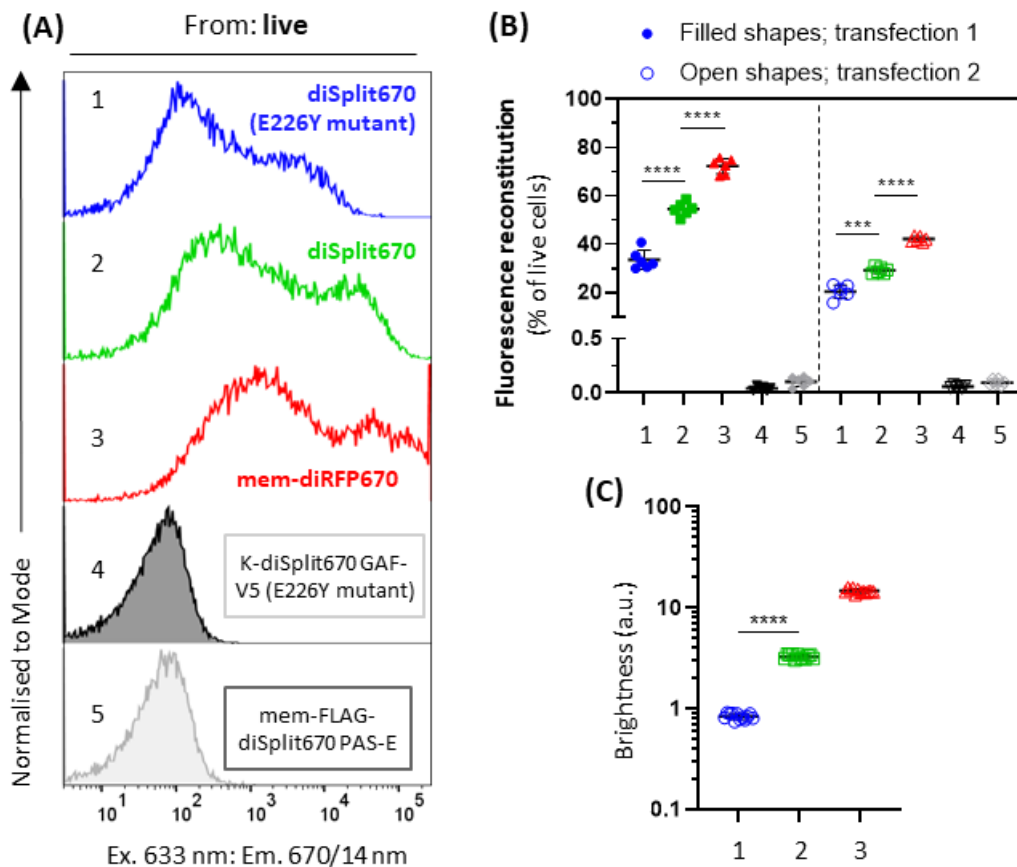 (A)
From: live
Normalised to Mode
1
diSplit670
(E226Y mutant)
2
diSplit670
3
mem-diRFP670
4
K-diSplit670 GAF-
V5 (E226Y mutant)
5
mem-FLAG-
diSplit670 PAS-E
10^1 10^2 10^3 10^4 10^5
Ex. 633 nm: Em. 670/14 nm
(B)
Filled shapes; transfection 1
Open shapes; transfection 2
Fluorescence reconstitution
(% of live cells)
100
80
60
40
20
0.5
0.0
**** ****
*** ****
1 2 3 4 5 1 2 3 4 5
(C)
Brightness (a.u.)
100
10
1
0.1
****
1 2 3